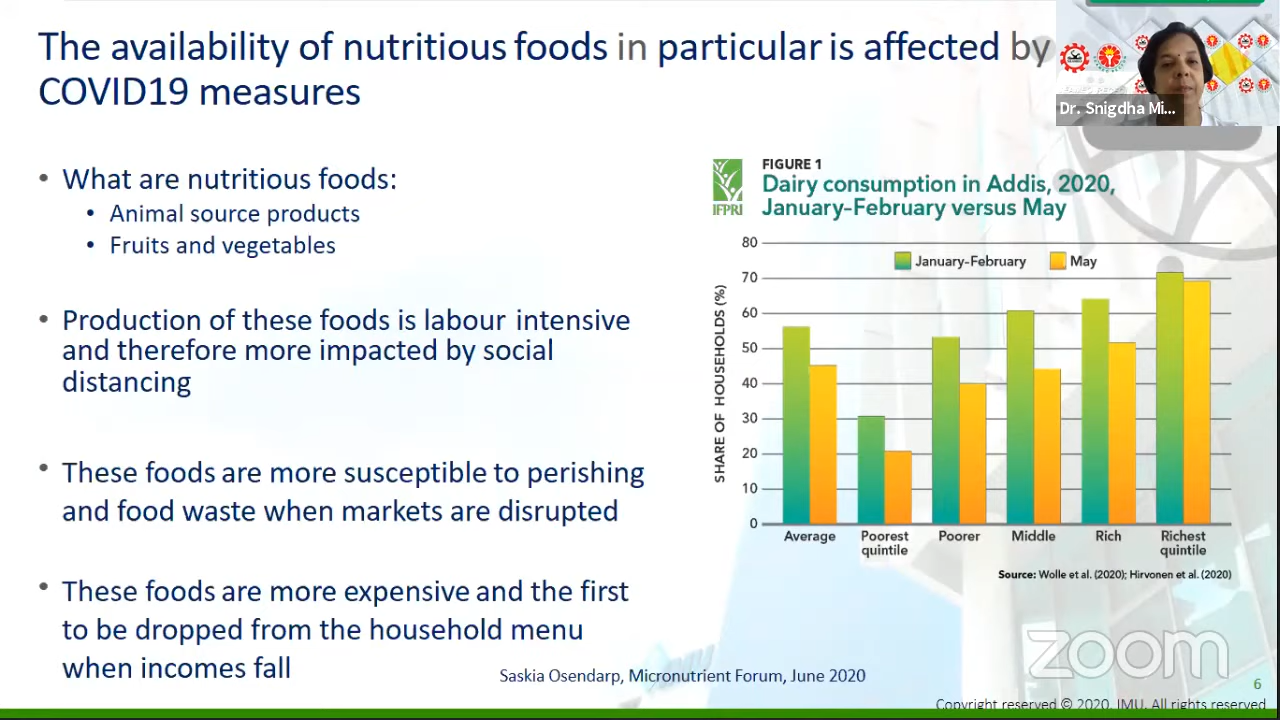 The availability of nutritious foods in particular is affected by
COVID19 measures
Dr. Snigdha Mi...
• What are nutritious foods:
• Animal source products
• Fruits and vegetables
• Production of these foods is labour intensive
and therefore more impacted by social
distancing
• These foods are more susceptible to perishing
and food waste when markets are disrupted
• These foods are more expensive and the first
to be dropped from the household menu
when incomes fall
IFPRI
FIGURE 1
Dairy consumption in Addis, 2020,
January–February versus May
SHARE OF HOUSEHOLDS (%)
80
70
60
50
40
30
20
10
0
January–February
May
Average
Poorest
quintile
Poorer
Middle
Rich
Richest
quintile
Source: Wolle et al. (2020); Hirvonen et al. (2020)
Saskia Osendarp, Micronutrient Forum, June 2020
zoom
6
Copyright reserved © 2020, IMU. All rights reserved